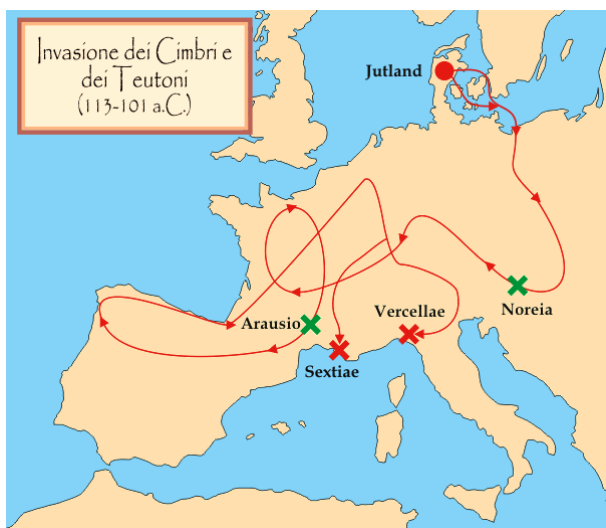 Invasione dei Cimbri e
dei Teutoni
(113-101 a.C.)
Jutland
Noreia
Arausio
Vercellae
Sextiae